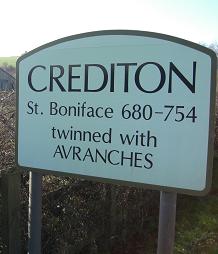 CREDITON
St. Boniface 680-754
twinned with
AVRANCHES